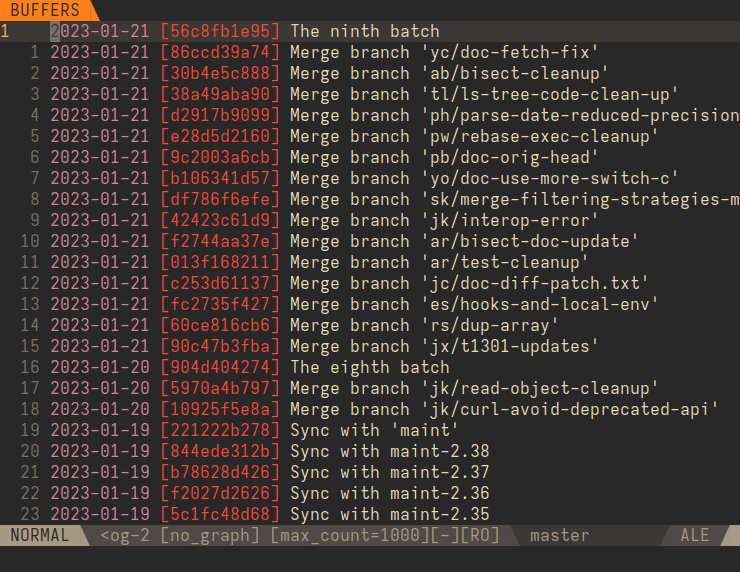 BUFFERS
1 2023-01-21 [56c8fb1e95] The ninth batch
1 2023-01-21 [86ccd39a74] Merge branch 'yc/doc-fetch-fix'
2 2023-01-21 [30b4e5c888] Merge branch 'ab/bisect-cleanup'
3 2023-01-21 [38a49aba90] Merge branch 'tl/ls-tree-code-clean-up'
4 2023-01-21 [d2917b9099] Merge branch 'ph/parse-date-reduced-precision
5 2023-01-21 [e28d5d2160] Merge branch 'pw/rebase-exec-cleanup'
6 2023-01-21 [9c2003a6cb] Merge branch 'pb/doc-orig-head'
7 2023-01-21 [b106341d57] Merge branch 'yo/doc-use-more-switch-c'
8 2023-01-21 [df786f6efe] Merge branch 'sk/merge-filtering-strategies-m
9 2023-01-21 [42423c61d9] Merge branch 'jk/interop-error'
10 2023-01-21 [f2744aa37e] Merge branch 'ar/bisect-doc-update'
11 2023-01-21 [013f168211] Merge branch 'ar/test-cleanup'
12 2023-01-21 [c253d61137] Merge branch 'jc/doc-diff-patch.txt'
13 2023-01-21 [fc2735f427] Merge branch 'es/hooks-and-local-env'
14 2023-01-21 [60ce816cb6] Merge branch 'rs/dup-array'
15 2023-01-21 [90c47b3fba] Merge branch 'jx/t1301-updates'
16 2023-01-20 [904d404274] The eighth batch
17 2023-01-20 [5970a4b797] Merge branch 'jk/read-object-cleanup'
18 2023-01-20 [10925f5e8a] Merge branch 'jk/curl-avoid-deprecated-api'
19 2023-01-19 [221222b278] Sync with 'maint'
20 2023-01-19 [844ede312b] Sync with maint-2.38
21 2023-01-19 [b78628d426] Sync with maint-2.37
22 2023-01-19 [f2027d2626] Sync with maint-2.36
23 2023-01-19 [5c1fc48d68] Sync with maint-2.35
NORMAL <og-2 [no_graph] [max_count=1000][-][RO] master ALE